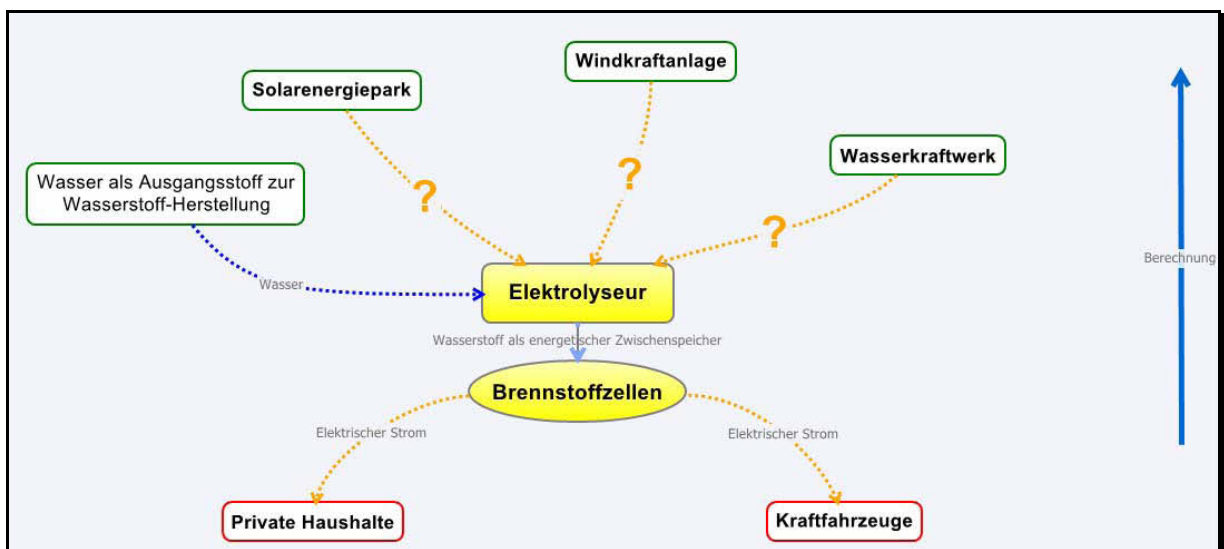 Windkraftanlage
Solarenergiepark
Wasserkraftwerk
Wasser als Ausgangsstoff zur
Wasserstoff-Herstellung
?
?
?
Berechnung
Wasser
Elektrolyseur
Wasserstoff als energetischer Zwischenspeicher
Brennstoffzellen
Elektrischer Strom
Elektrischer Strom
Private Haushalte
Kraftfahrzeuge